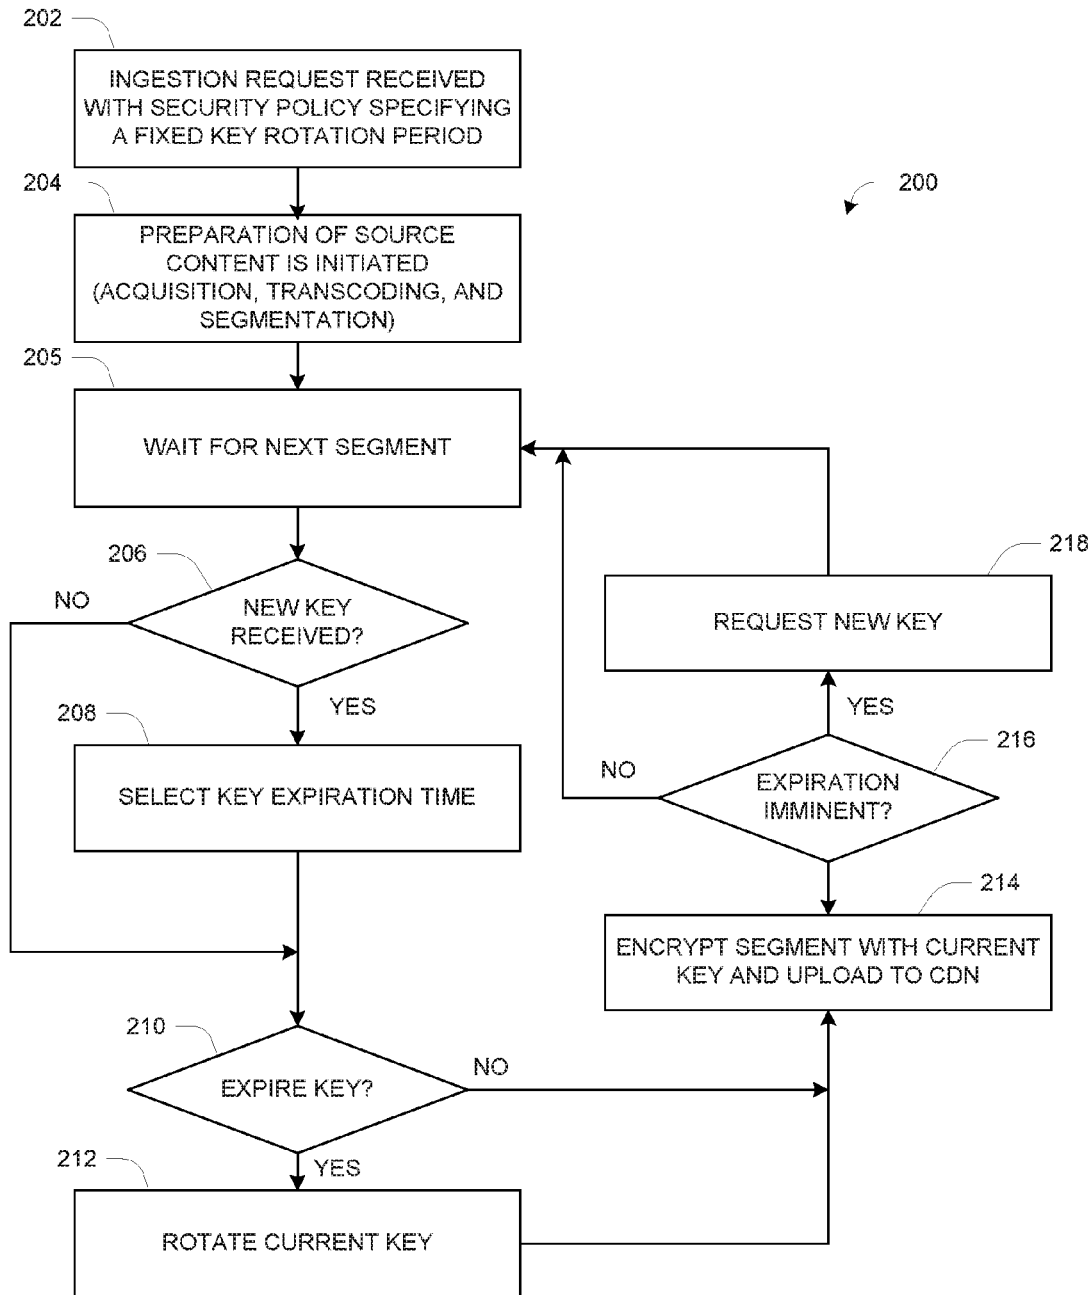 202
INGESTION REQUEST RECEIVED
WITH SECURITY POLICY SPECIFYING
A FIXED KEY ROTATION PERIOD
204
PREPARATION OF SOURCE
CONTENT IS INITIATED
(ACQUISITION, TRANSCODING, AND
SEGMENTATION)
200
205
WAIT FOR NEXT SEGMENT
206
NO
NEW KEY
RECEIVED?
YES
208
SELECT KEY EXPIRATION TIME
210
EXPIRE KEY?
NO
YES
212
ROTATE CURRENT KEY
218
REQUEST NEW KEY
YES
216
NO
EXPIRATION
IMMINENT?
214
ENCRYPT SEGMENT WITH CURRENT
KEY AND UPLOAD TO CDN